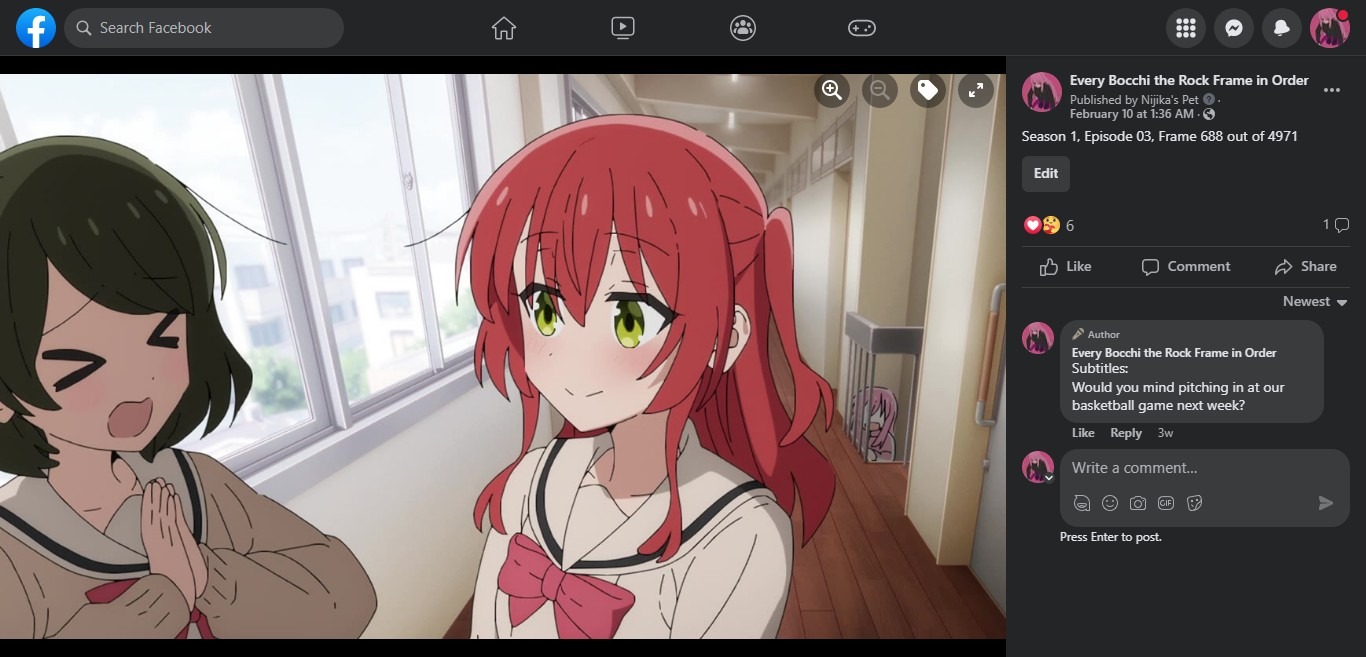 Search Facebook
Every Bocchi the Rock Frame in Order
Published by Nijika's Pet ·
February 10 at 1:36 AM ·
Season 1, Episode 03, Frame 688 out of 4971
Edit
6
1
Like
Comment
Share
Newest
Author
Every Bocchi the Rock Frame in Order
Subtitles:
Would you mind pitching in at our
basketball game next week?
Like Reply 3w
Write a comment...
GIF
Press Enter to post.